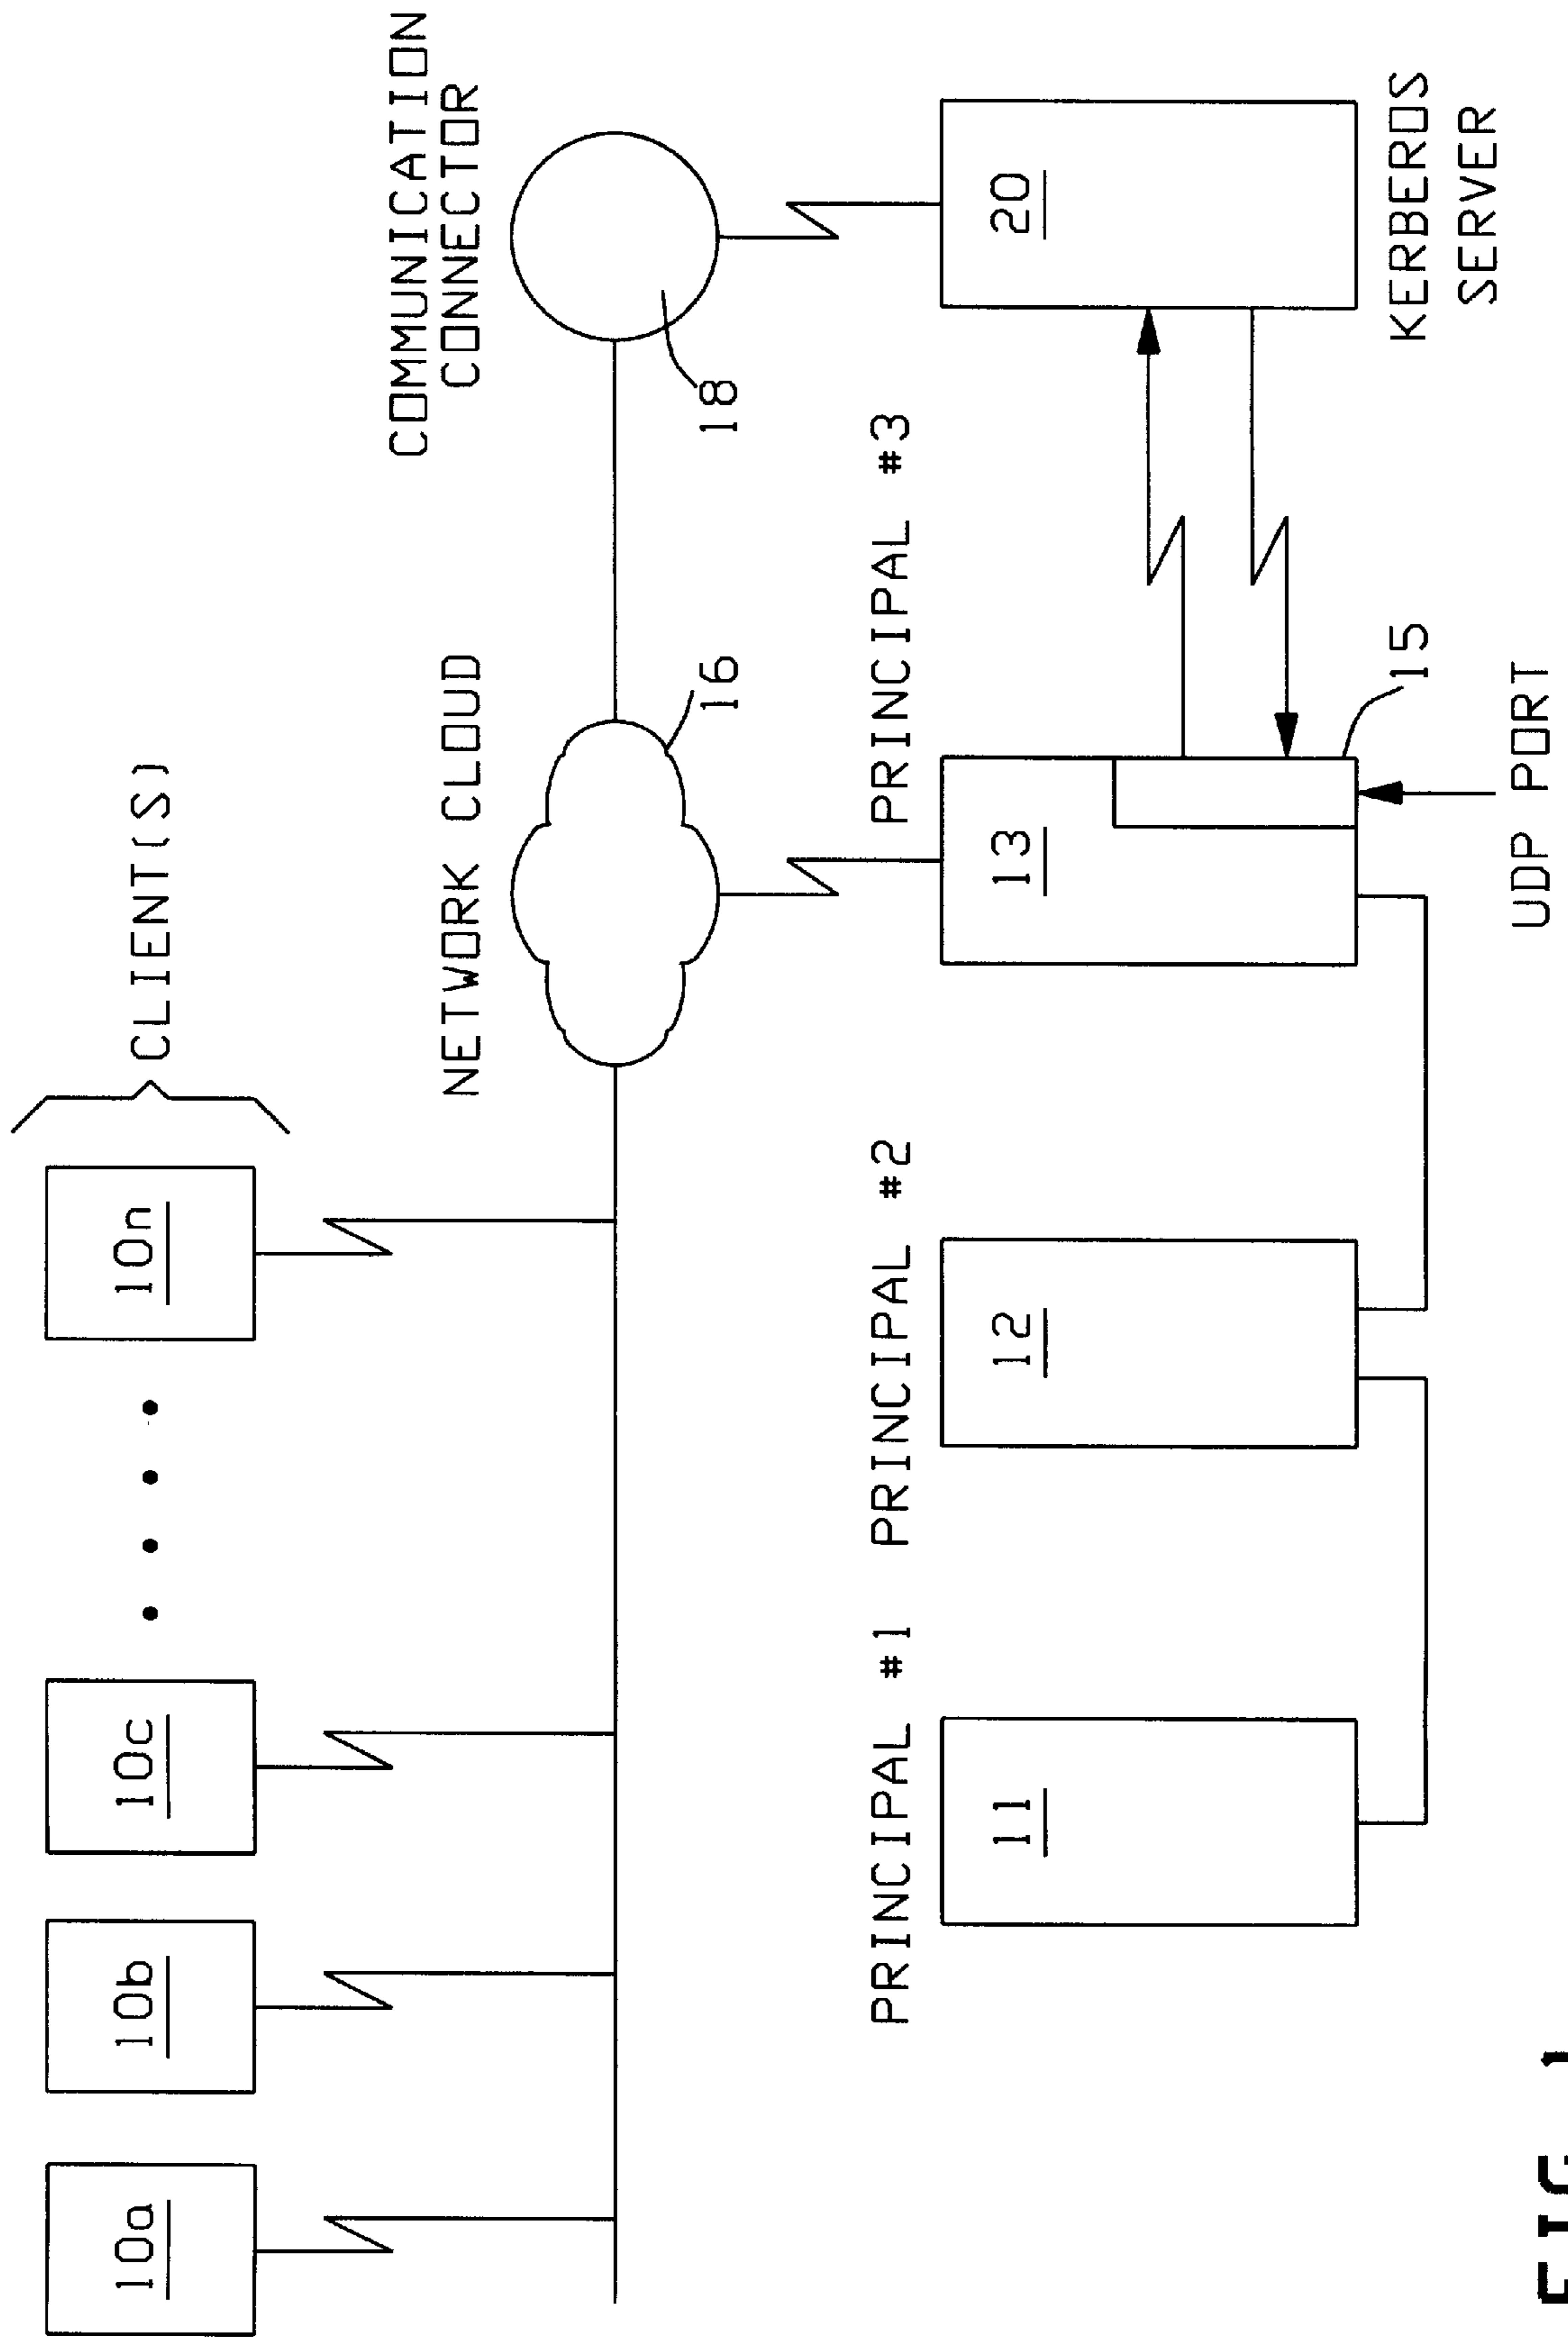 10a
10b
10c
10n
CLIENT(S)
NETWORK CLOUD
16
COMMUNICATION
CONNECTOR
18
PRINCIPAL #1
11
PRINCIPAL #2
12
PRINCIPAL #3
13
15
UDP PORT
20
KERBEROS
SERVER